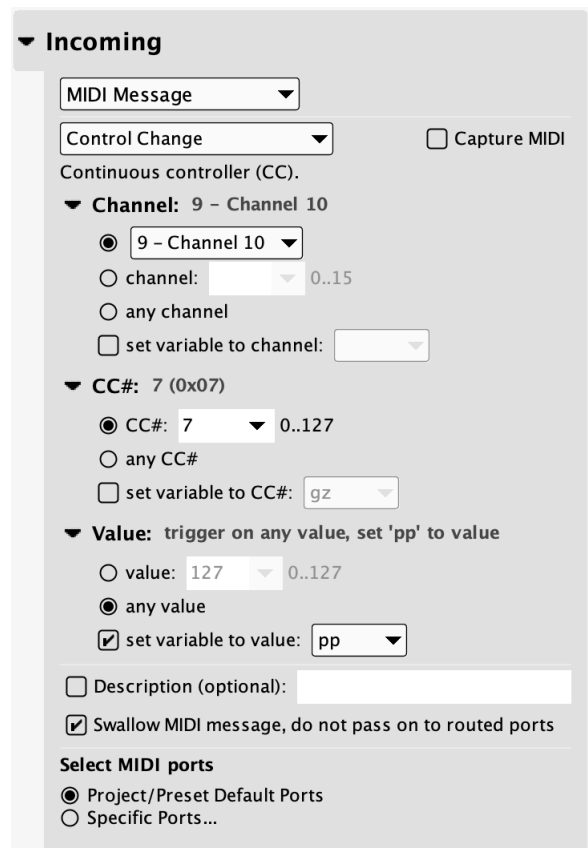 Incoming
MIDI Message
Control Change Capture MIDI
Continuous controller (CC).
Channel: 9 – Channel 10
9 – Channel 10
channel: 0..15
any channel
set variable to channel:
CC#: 7 (0x07)
CC#: 7 0..127
any CC#
set variable to CC#: gz
Value: trigger on any value, set 'pp' to value
value: 127 0..127
any value
set variable to value: pp
Description (optional):
Swallow MIDI message, do not pass on to routed ports
Select MIDI ports
Project/Preset Default Ports
Specific Ports...